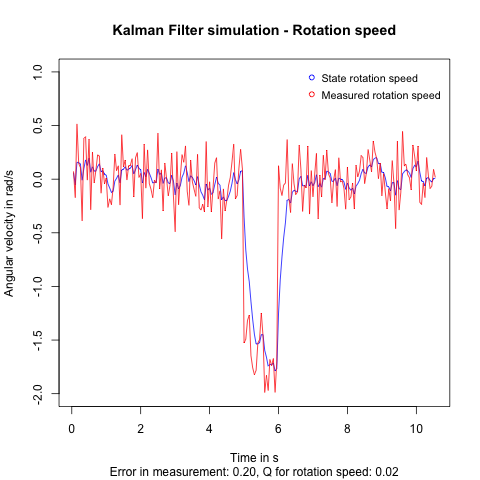 Kalman Filter simulation - Rotation speed
State rotation speed
Measured rotation speed
Angular velocity in rad/s
1.0
0.5
0.0
-0.5
-1.0
-1.5
-2.0
0 2 4 6 8 10
Time in s
Error in measurement: 0.20, Q for rotation speed: 0.02